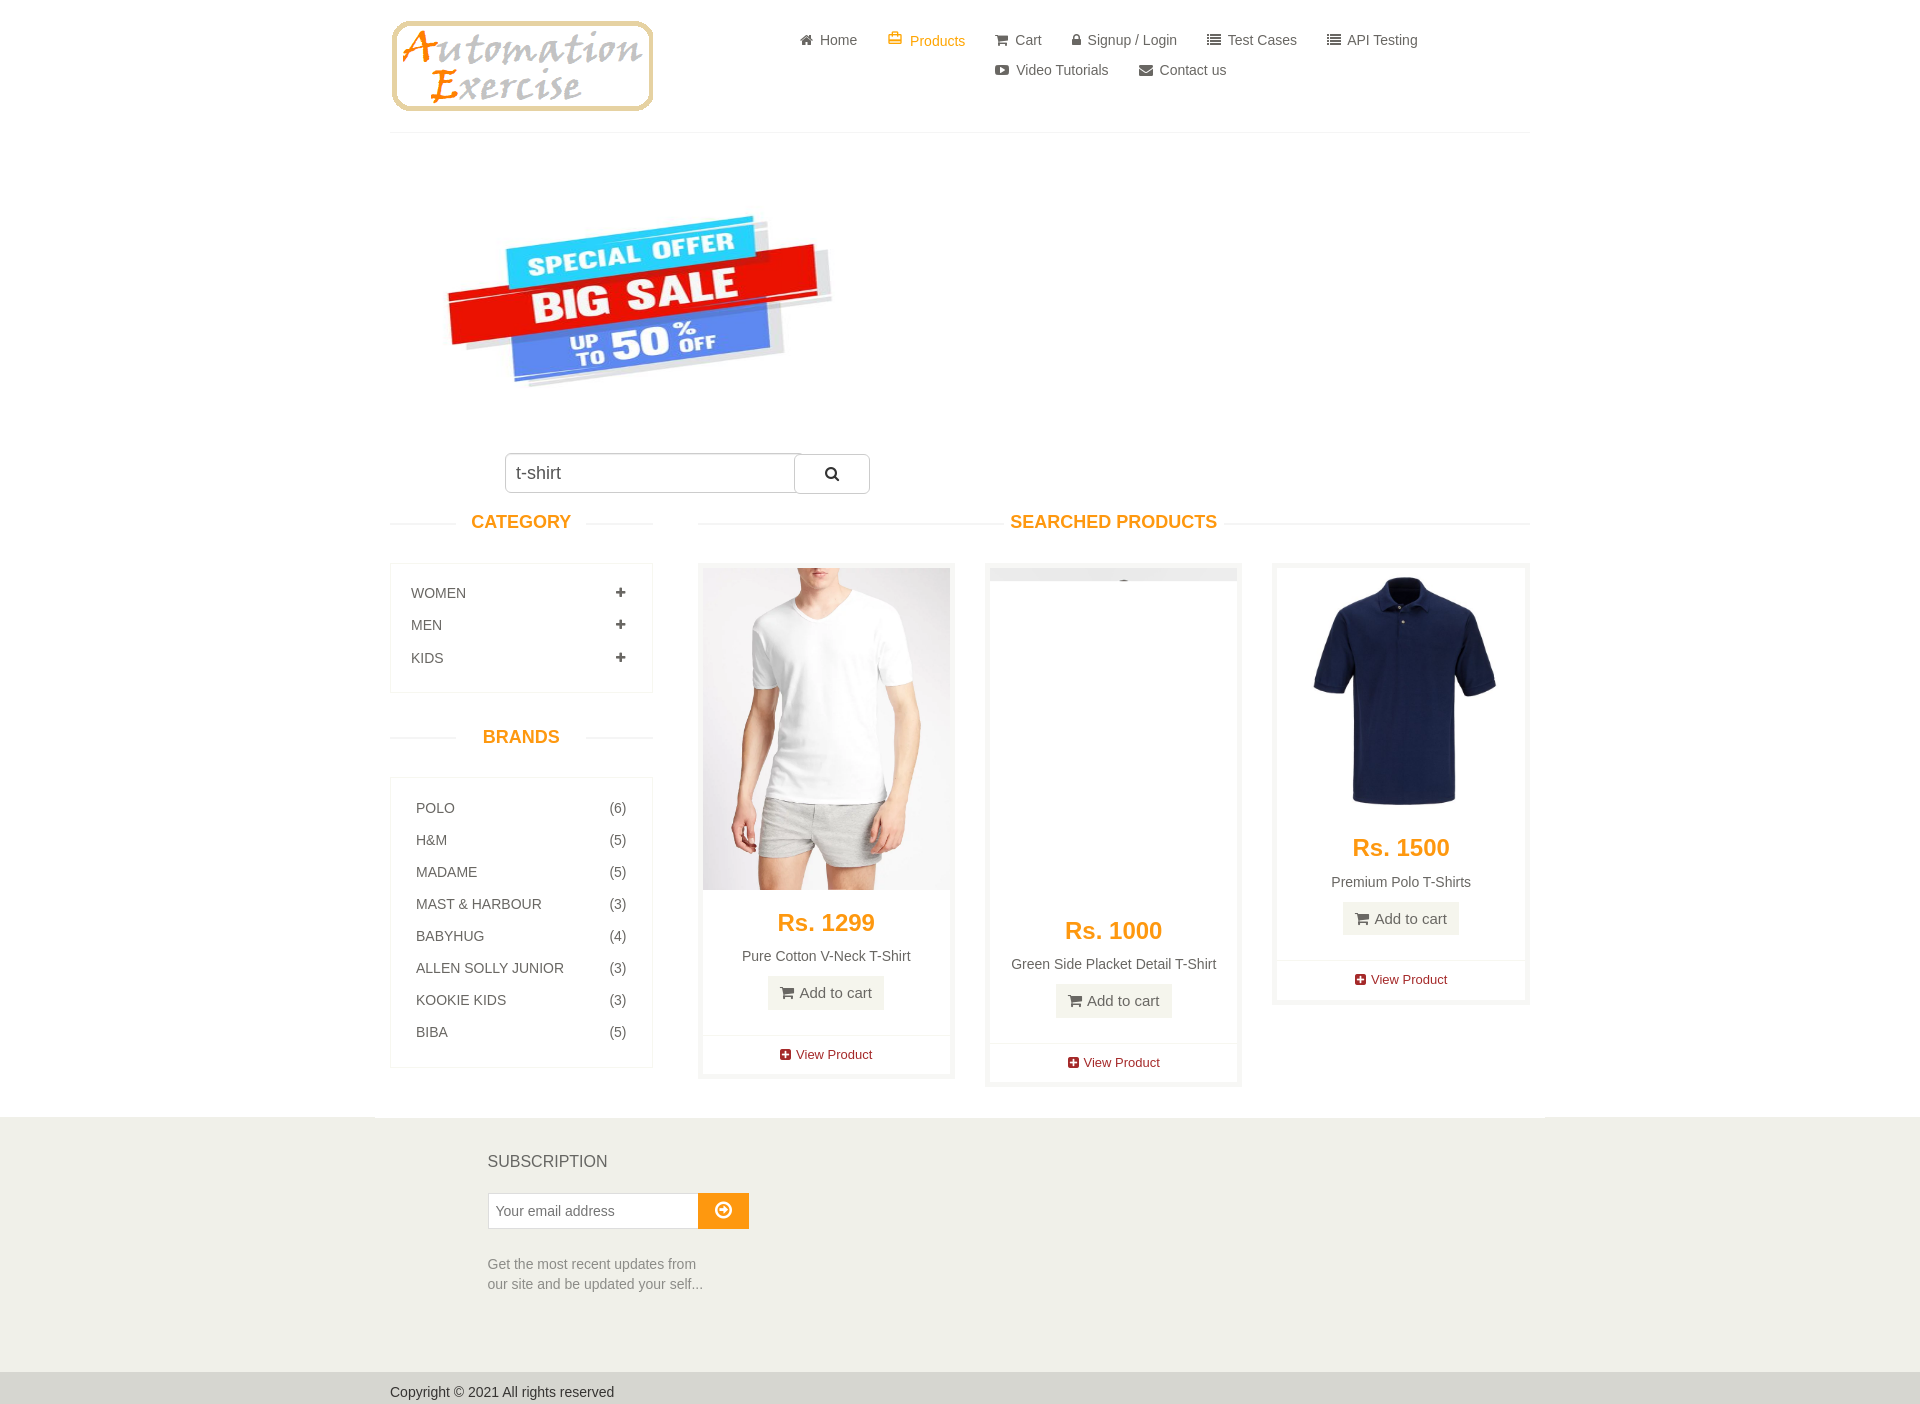 Automation
Exercise
Home
Products
Cart
Signup / Login
Test Cases
API Testing
Video Tutorials
Contact us
SPECIAL OFFER
BIG SALE
UP TO 50% OFF
t-shirt
CATEGORY
WOMEN
MEN
KIDS
BRANDS
POLO (6)
H&M (5)
MADAME (5)
MAST & HARBOUR (3)
BABYHUG (4)
ALLEN SOLLY JUNIOR (3)
KOOKIE KIDS (3)
BIBA (5)
SEARCHED PRODUCTS
Rs. 1299
Pure Cotton V-Neck T-Shirt
Add to cart
View Product
Rs. 1000
Green Side Placket Detail T-Shirt
Add to cart
View Product
Rs. 1500
Premium Polo T-Shirts
Add to cart
View Product
SUBSCRIPTION
Your email address
Get the most recent updates from
our site and be updated your self...
Copyright © 2021 All rights reserved